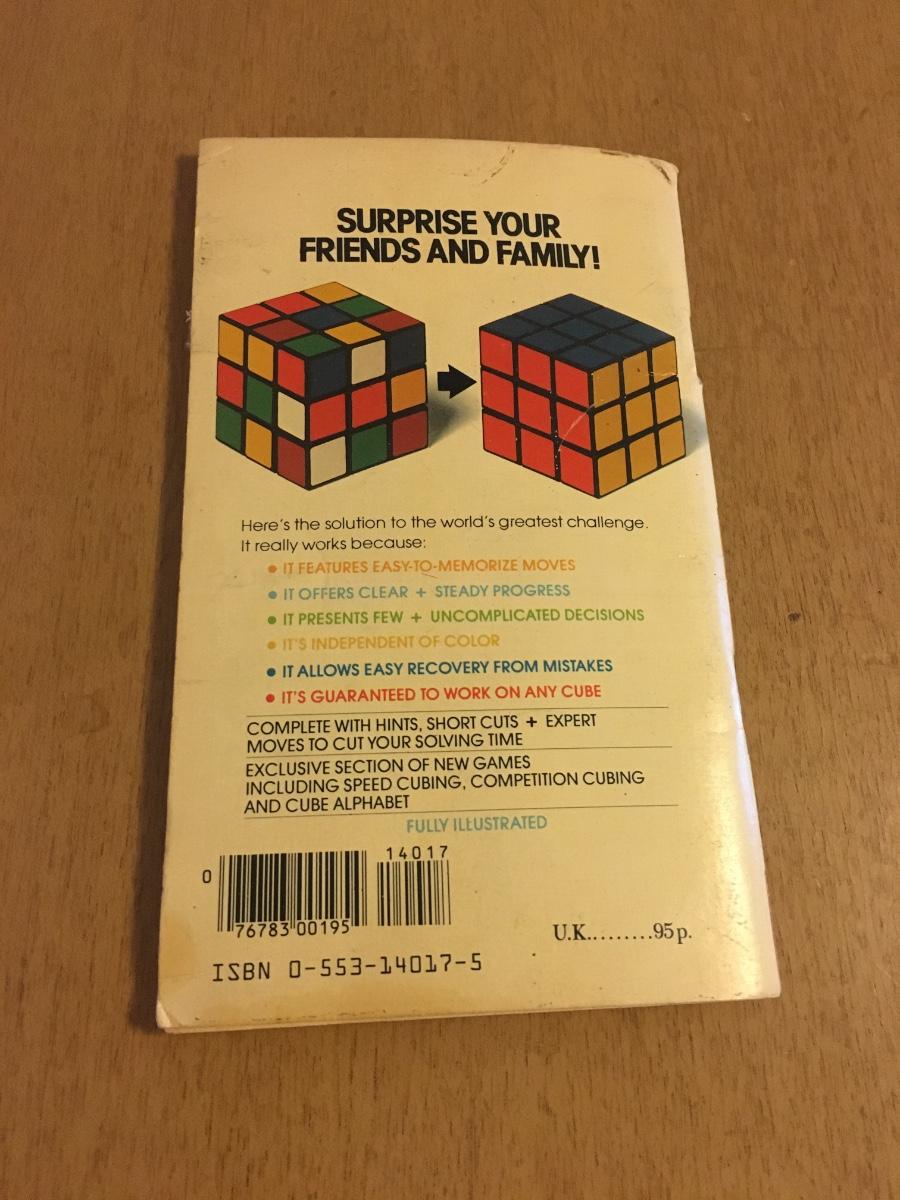 SURPRISE YOUR
FRIENDS AND FAMILY!
Here's the solution to the world's greatest challenge.
It really works because:
• IT FEATURES EASY-TO-MEMORIZE MOVES
• IT OFFERS CLEAR + STEADY PROGRESS
• IT PRESENTS FEW + UNCOMPLICATED DECISIONS
• IT'S INDEPENDENT OF COLOR
• IT ALLOWS EASY RECOVERY FROM MISTAKES
• IT'S GUARANTEED TO WORK ON ANY CUBE
COMPLETE WITH HINTS, SHORT CUTS + EXPERT
MOVES TO CUT YOUR SOLVING TIME
EXCLUSIVE SECTION OF NEW GAMES
INCLUDING SPEED CUBING, COMPETITION CUBING
AND CUBE ALPHABET
FULLY ILLUSTRATED
14017
0
76783 00195
U.K.........95p.
ISBN 0-553-14017-5